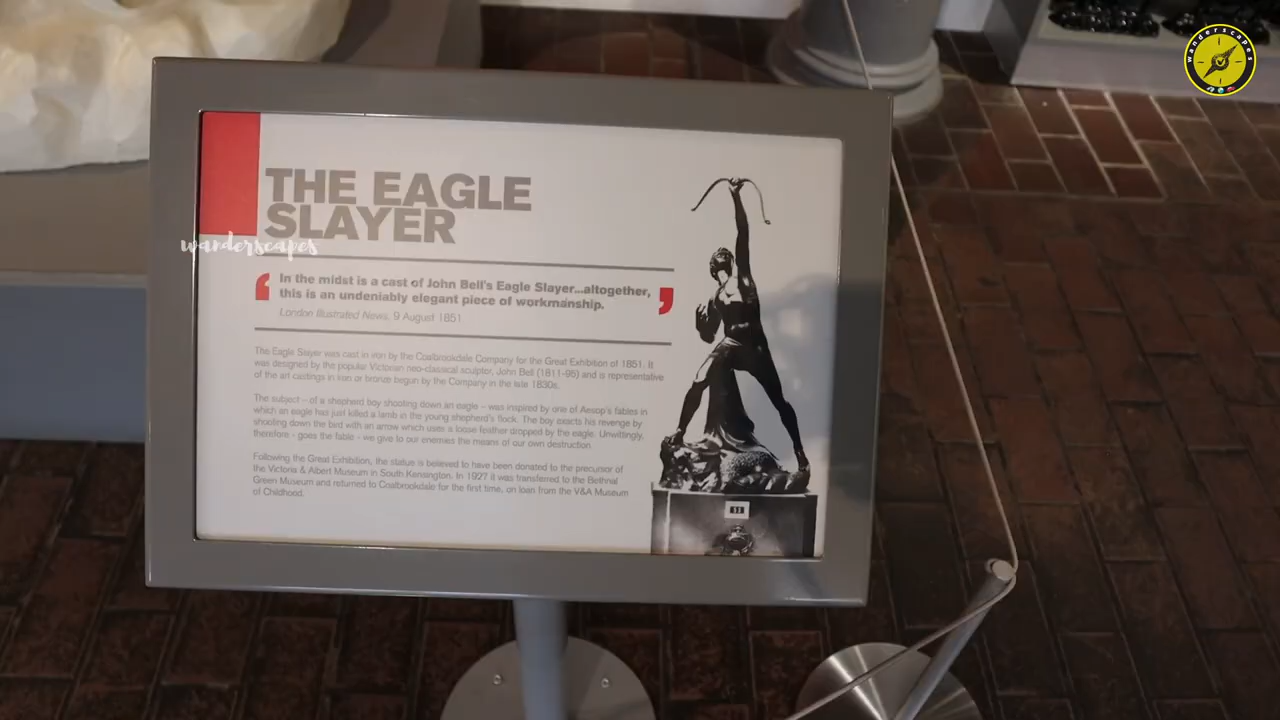 wanderscapes
THE EAGLE
SLAYER
wanderscapes
In the midst is a cast of John Bell's Eagle Slayer...altogether,
this is an undeniably elegant piece of workmanship.
London Illustrated News, 9 August 1851
The Eagle Slayer was cast in iron by the Coalbrookdale Company for the Great Exhibition of 1851. It
was designed by the popular Victorian neo-classical sculptor, John Bell (1811-95) and is representative
of the art castings in iron or bronze begun by the Company in the late 1830s.
The subject – of a shepherd boy shooting down an eagle – was inspired by one of Aesop's fables in
which an eagle has just killed a lamb in the young shepherd's flock. The boy exacts his revenge by
shooting down the bird with an arrow which uses a loose feather dropped by the eagle. Unwittingly,
therefore - goes the fable - we give to our enemies the means of our own destruction.
Following the Great Exhibition, the statue is believed to have been donated to the precursor of
the Victoria & Albert Museum in South Kensington. In 1927 it was transferred to the Bethnal
Green Museum and returned to Coalbrookdale for the first time, on loan from the V&A Museum
of Childhood.